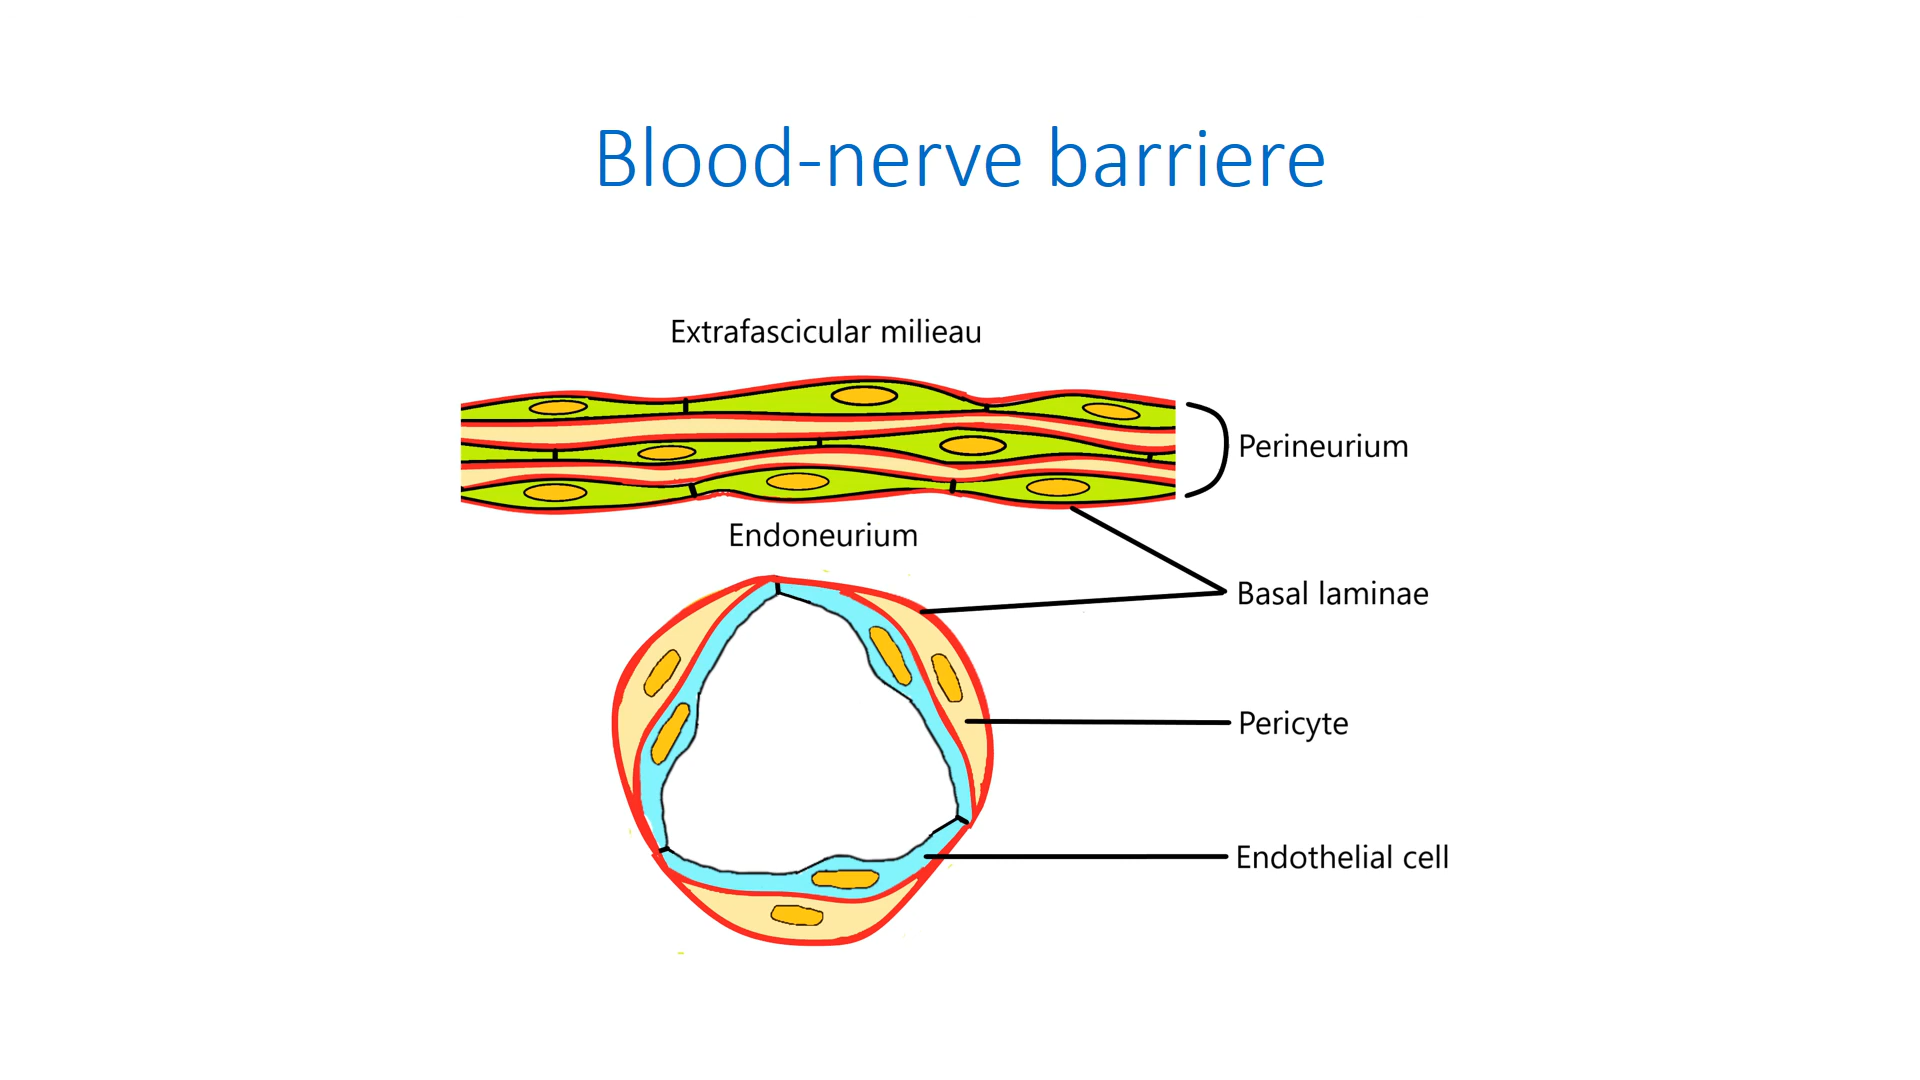 Blood-nerve barriere
Extrafascicular milieau
Perineurium
Endoneurium
Basal laminae
Pericyte
Endothelial cell